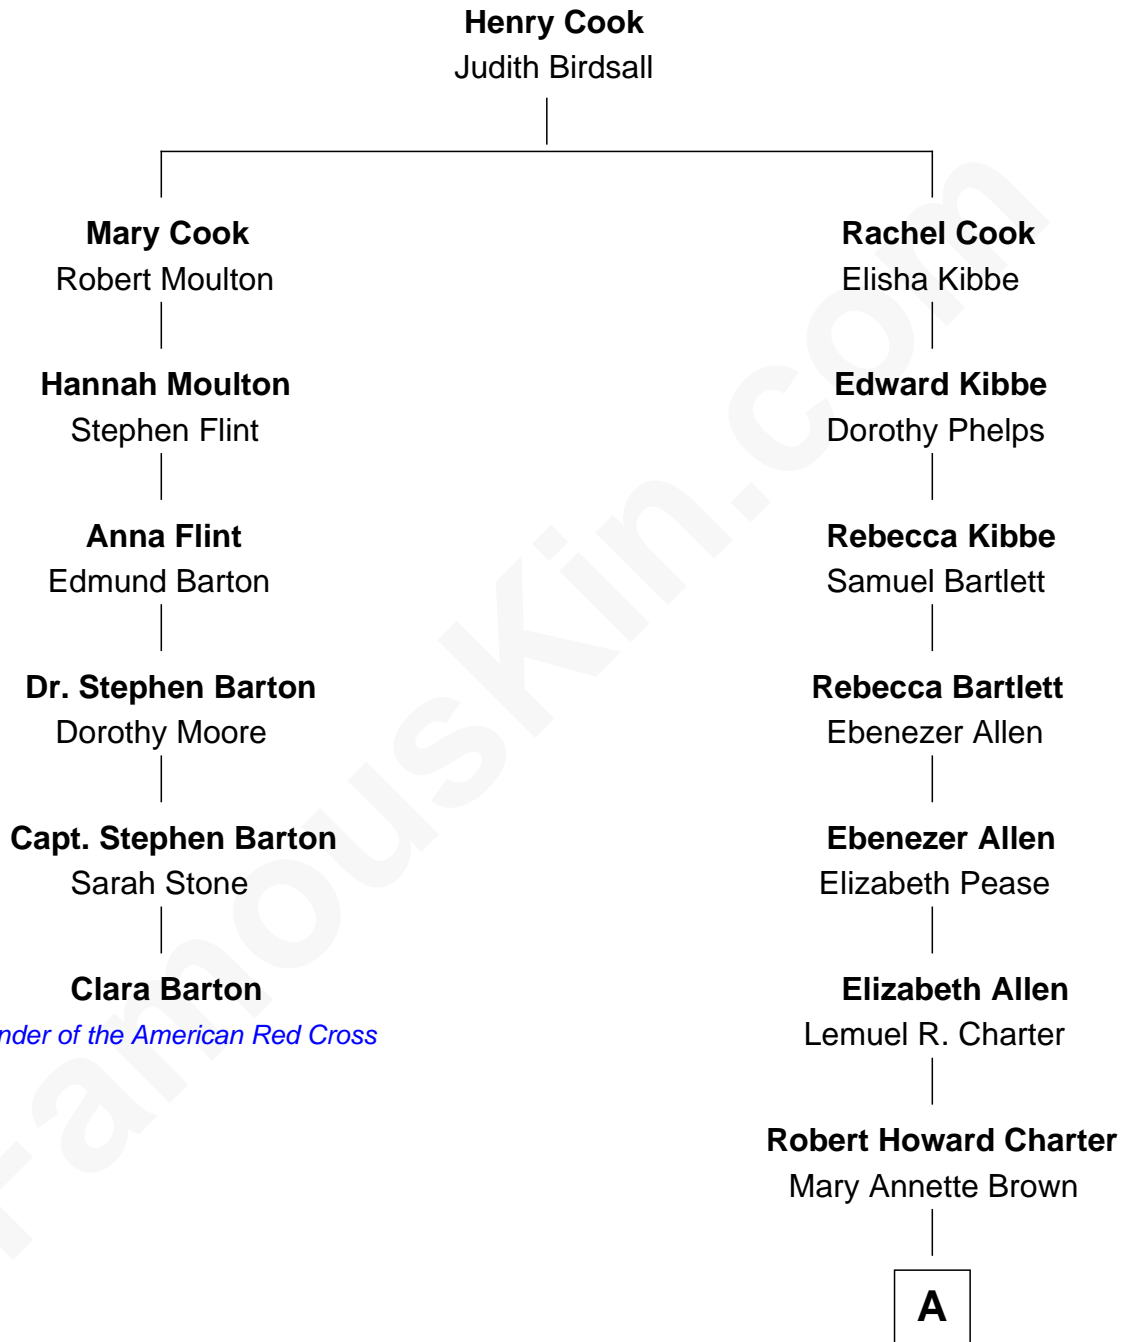 Henry Cook
Judith Birdsall
Mary Cook
Robert Moulton
Hannah Moulton
Stephen Flint
Anna Flint
Edmund Barton
Dr. Stephen Barton
Dorothy Moore
Capt. Stephen Barton
Sarah Stone
Clara Barton
nder of the American Red Cross
Rachel Cook
Elisha Kibbe
Edward Kibbe
Dorothy Phelps
Rebecca Kibbe
Samuel Bartlett
Rebecca Bartlett
Ebenezer Allen
Ebenezer Allen
Elizabeth Pease
Elizabeth Allen
Lemuel R. Charter
Robert Howard Charter
Mary Annette Brown
A
FamousKin.com